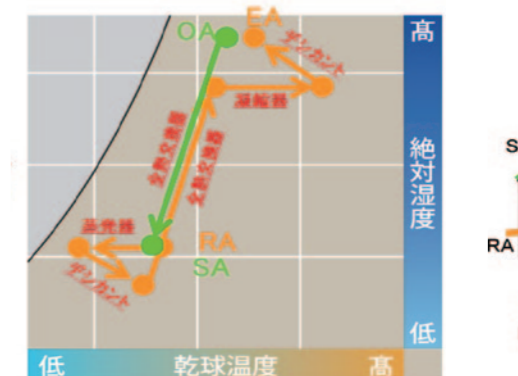 EA
OA
デシカント
凝縮器
全熱交換器
全熱交換器
蒸発器
RA
SA
デシカント
高
絶対湿度
低
低
乾球温度
高
S
RA